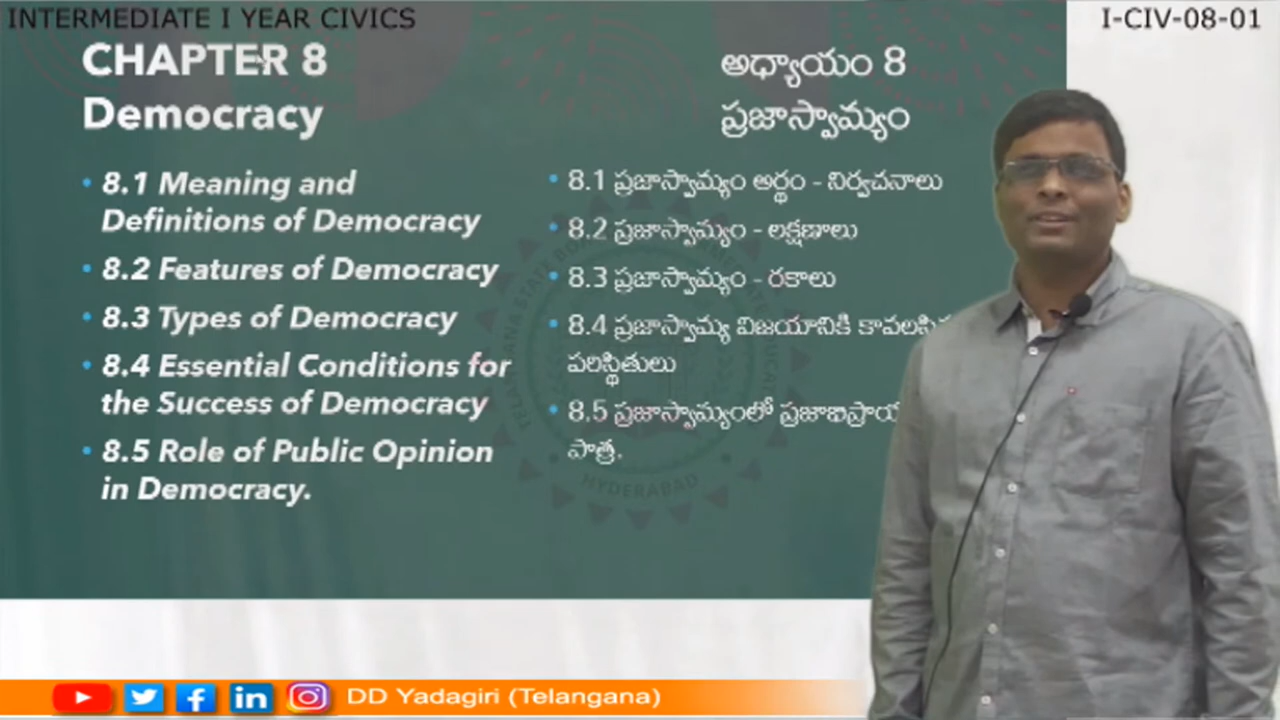 INTERMEDIATE I YEAR CIVICS
I-CIV-08-01
CHAPTER 8
Democracy
• 8.1 Meaning and
Definitions of Democracy
• 8.2 Features of Democracy
• 8.3 Types of Democracy
• 8.4 Essential Conditions for
the Success of Democracy
• 8.5 Role of Public Opinion
in Democracy.
అధ్యాయం 8
ప్రజాస్వామ్యం
• 8.1 ప్రజాస్వామ్యం అర్థం - నిర్వచనాలు
• 8.2 ప్రజాస్వామ్యం - లక్షణాలు
• 8.3 ప్రజాస్వామ్యం - రకాలు
• 8.4 ప్రజాస్వామ్య విజయానికి
పరిస్థితులు
• 8.5 ప్రజాస్వామ్యంలో
పాత్ర.
HYDERABAD
DD Yadagiri (Telangana)